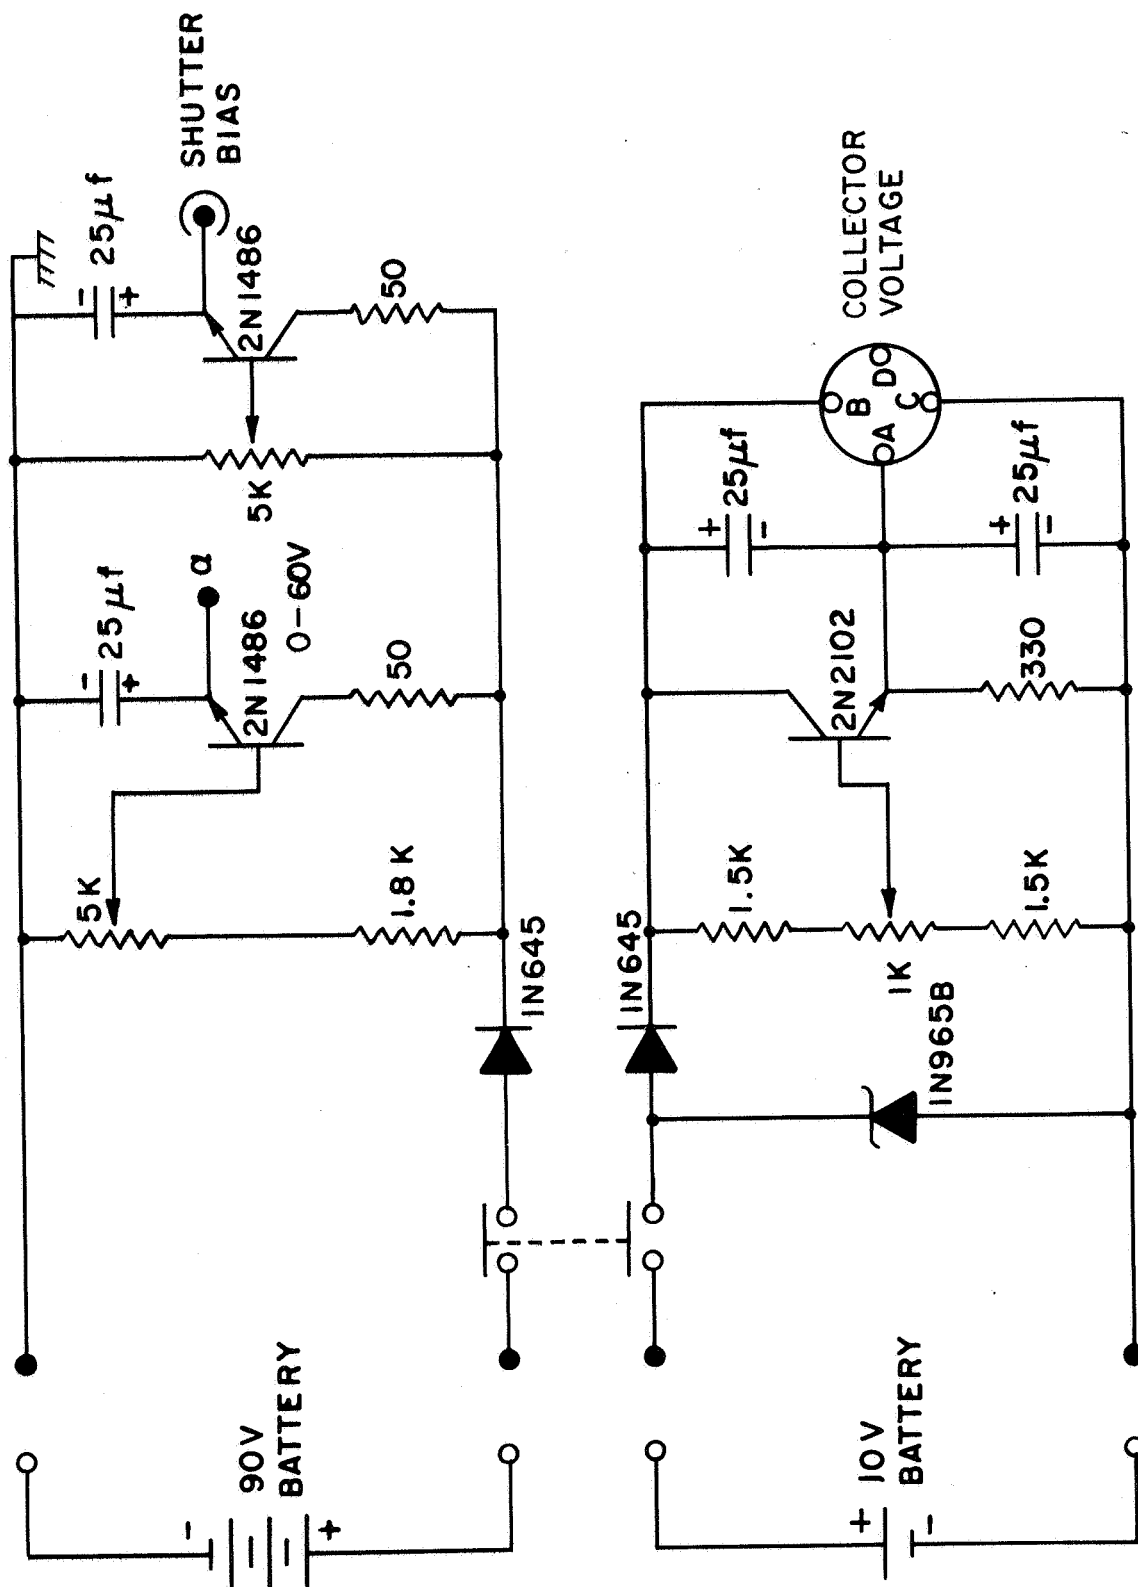 SHUTTER
BIAS
25μf
-
+
2N1486
50
5K
α
0-60V
25μf
-
+
2N1486
50
5K
1.8K
1N645
90V
BATTERY
-
+
COLLECTOR
VOLTAGE
A
B
C
D
25μf
+
-
25μf
+
-
2N2102
330
1.5K
1K
1.5K
1N645
1N965B
10V
BATTERY
+
-